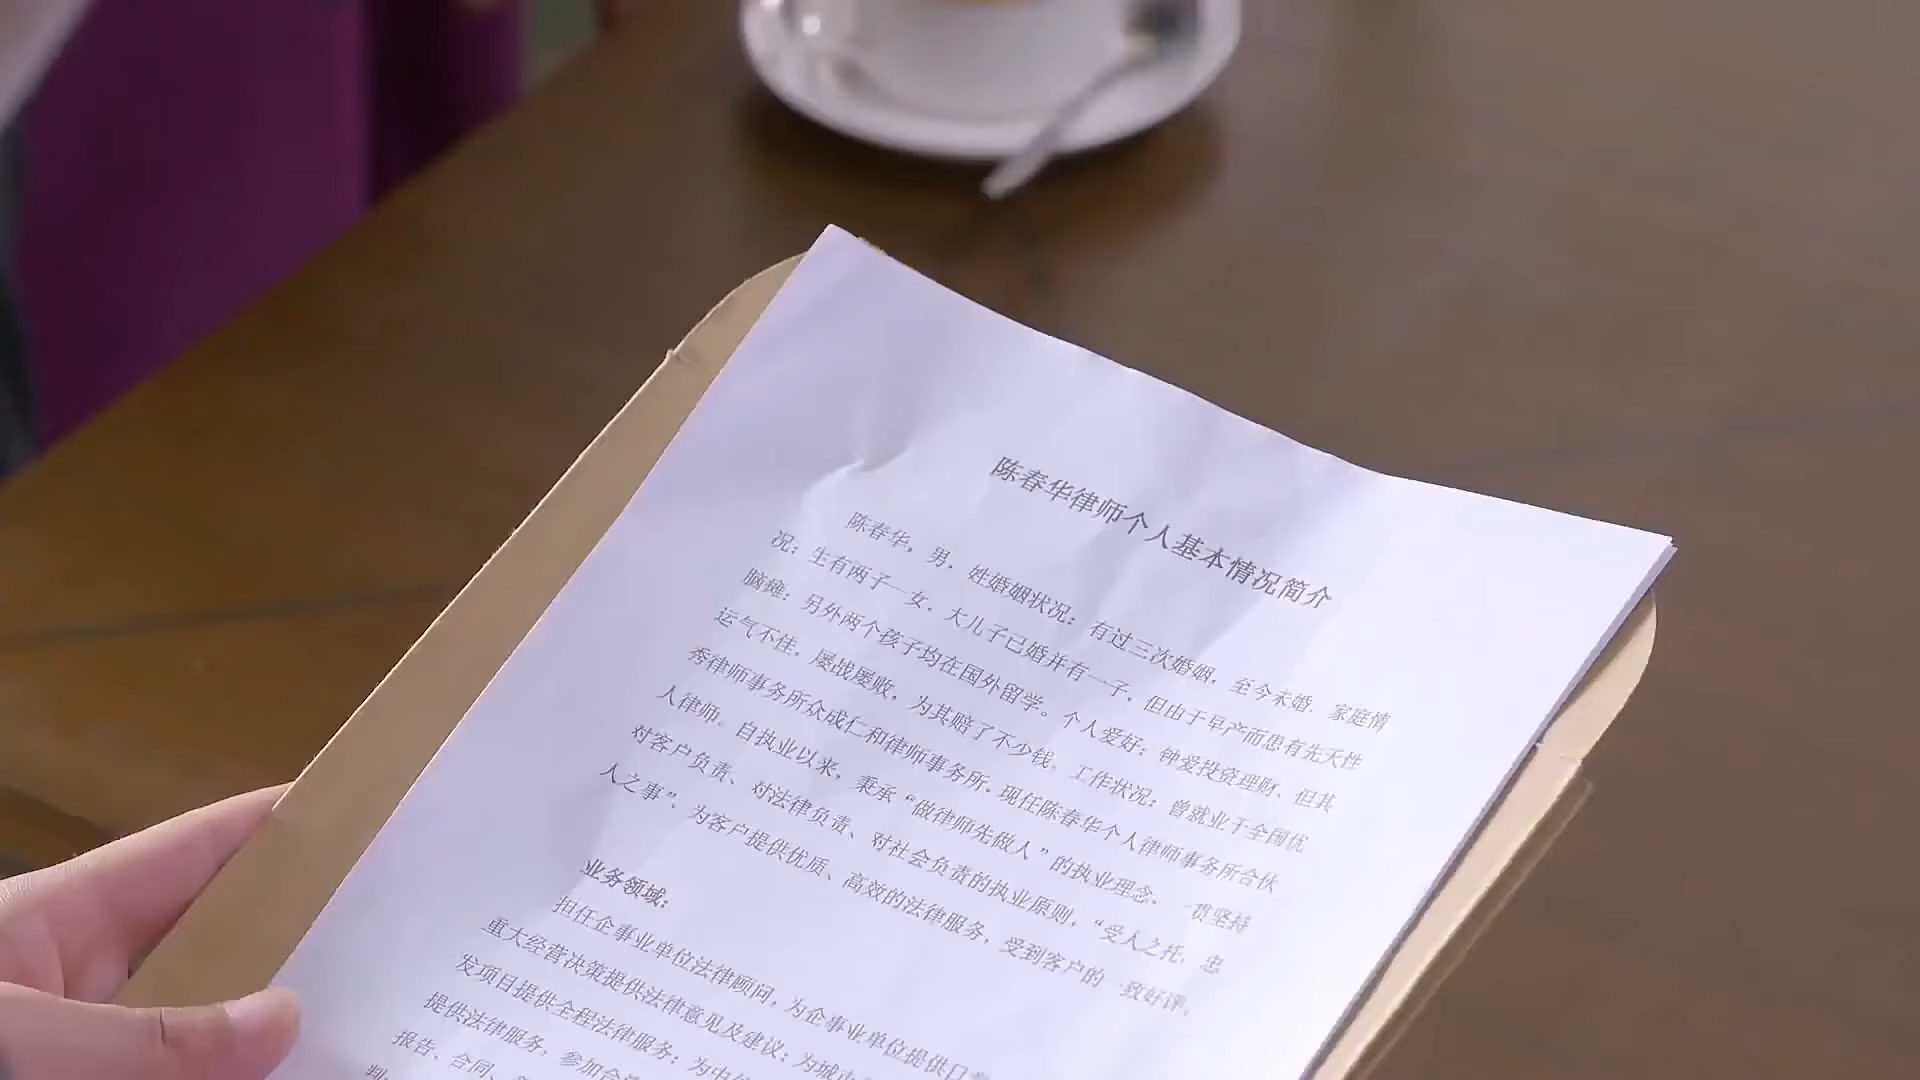 陈春华律师个人基本情况简介
陈春华，男，姓婚姻状况：有过三次婚姻，至今未婚，家庭情
况：生有两子一女，大儿子已婚并有一子，但由于早产而患有先天性
脑瘫；另外两个孩子均在国外留学。个人爱好：钟爱投资理财，但其
运气不佳，屡战屡败，为其赔了不少钱，工作状况：曾就业于全国优
秀律师事务所众成仁和律师事务所，现任陈春华个人律师事务所合伙
人律师。自执业以来，秉承“做律师先做人”的执业理念，一贯坚持
对客户负责、对法律负责、对社会负责的执业原则，“受人之托，忠
人之事”，为客户提供优质、高效的法律服务，受到客户的一致好评。
业务领域：
担任企事业单位法律顾问，为企事业单位提供日常
重大经营决策提供法律意见及建议；为城市
发项目提供全程法律服务；为中
提供法律服务；参加合
报告、合同、